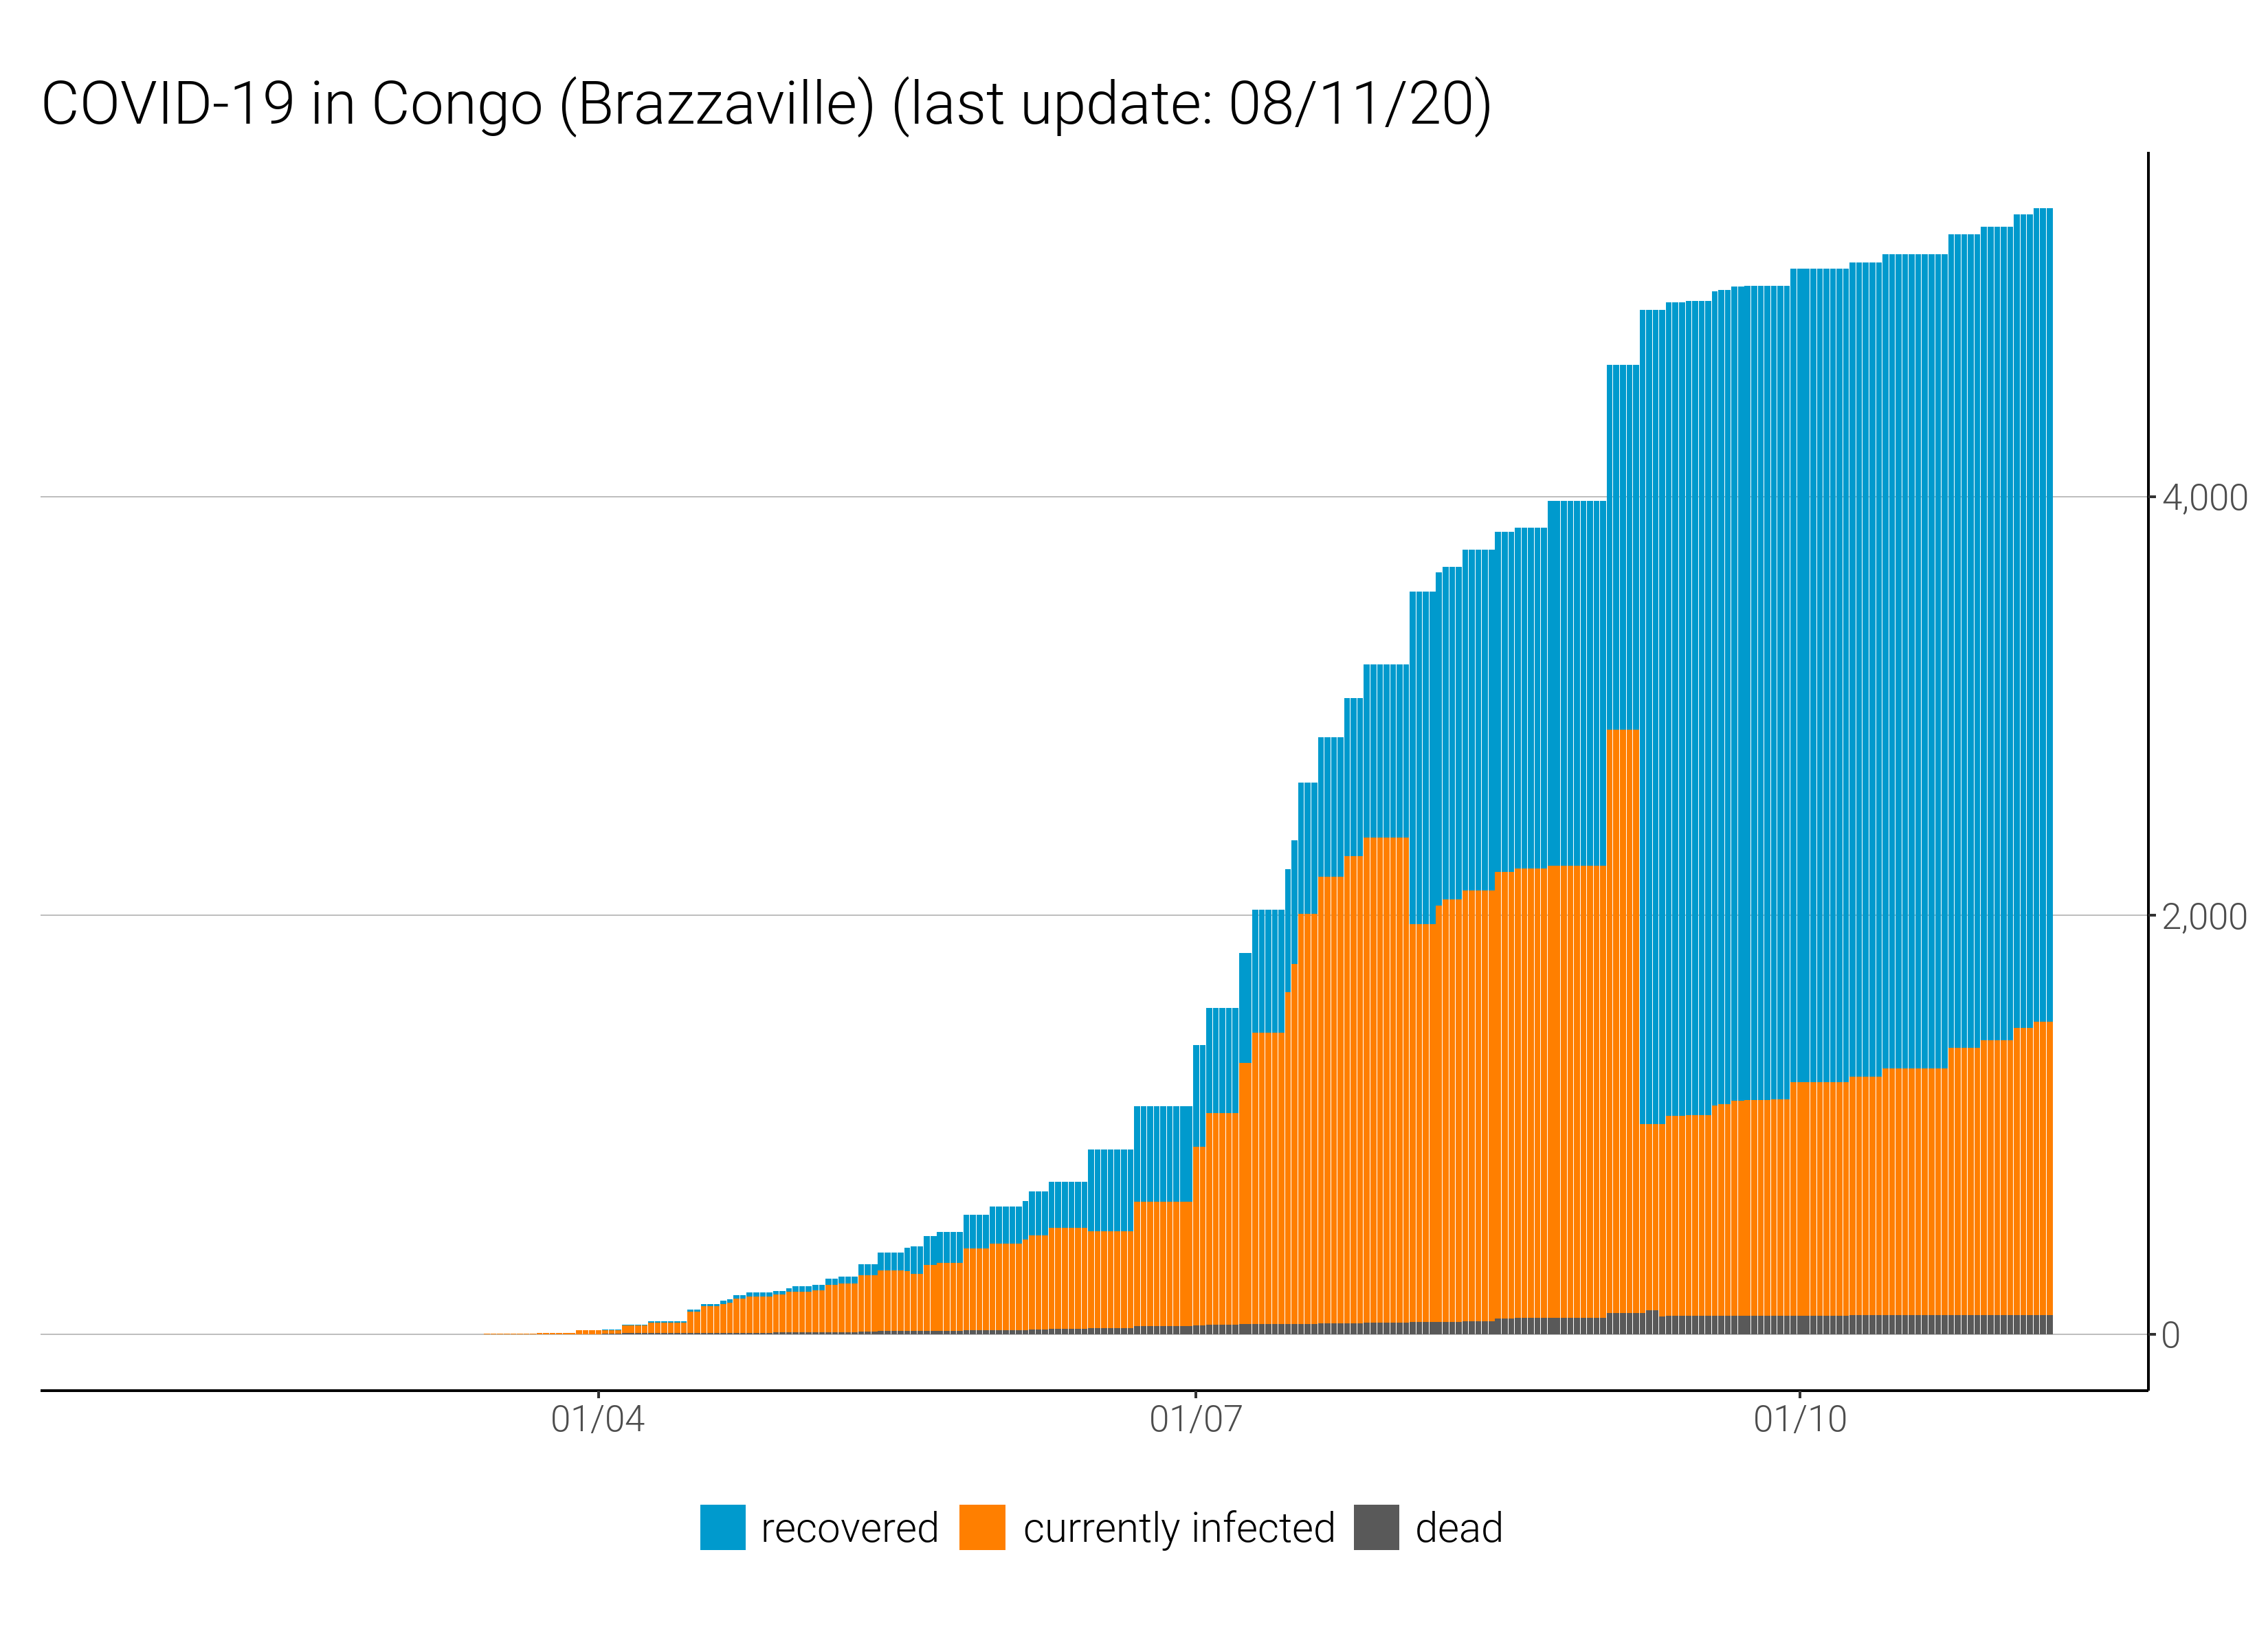 COVID-19 in Congo (Brazzaville) (last update: 08/11/20)
4,000
2,000
0
01/04 01/07 01/10
recovered currently infected dead